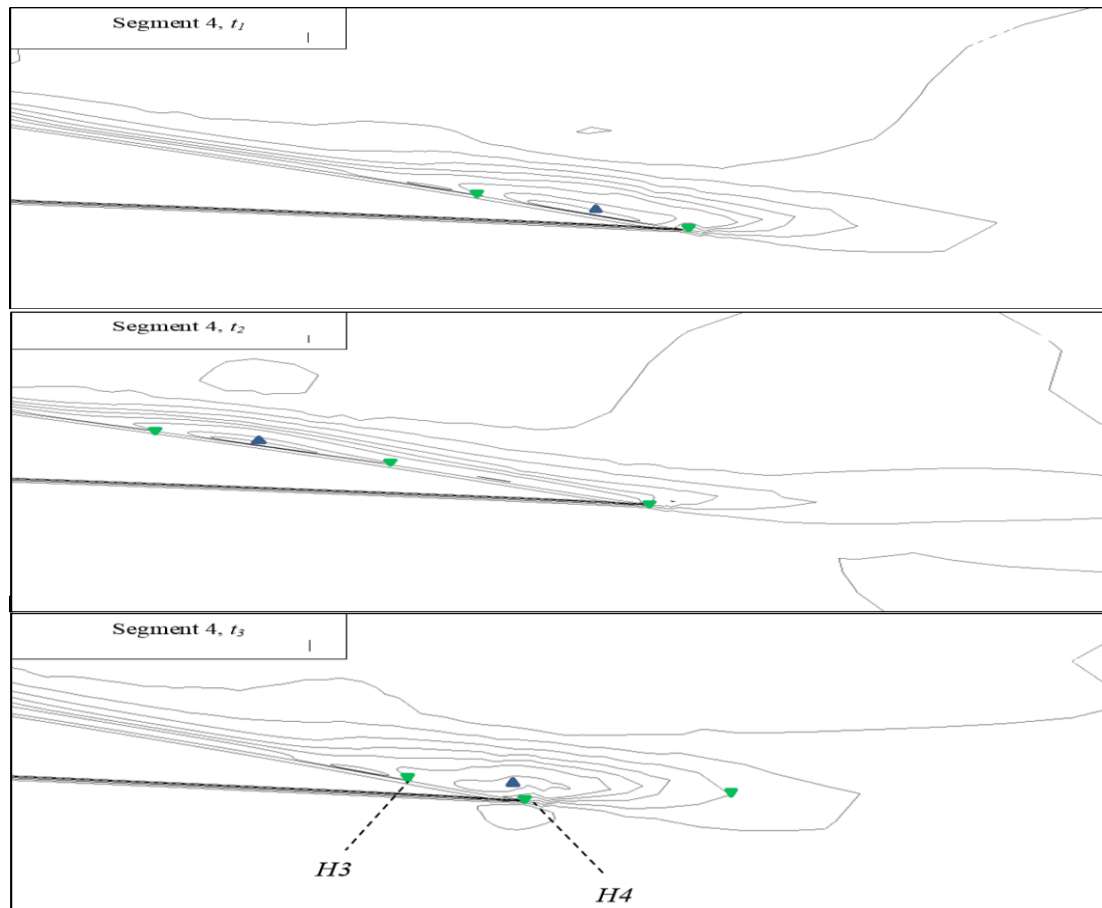 Segment 4, t₁
Segment 4, t₂
Segment 4, t₃
H3
H4